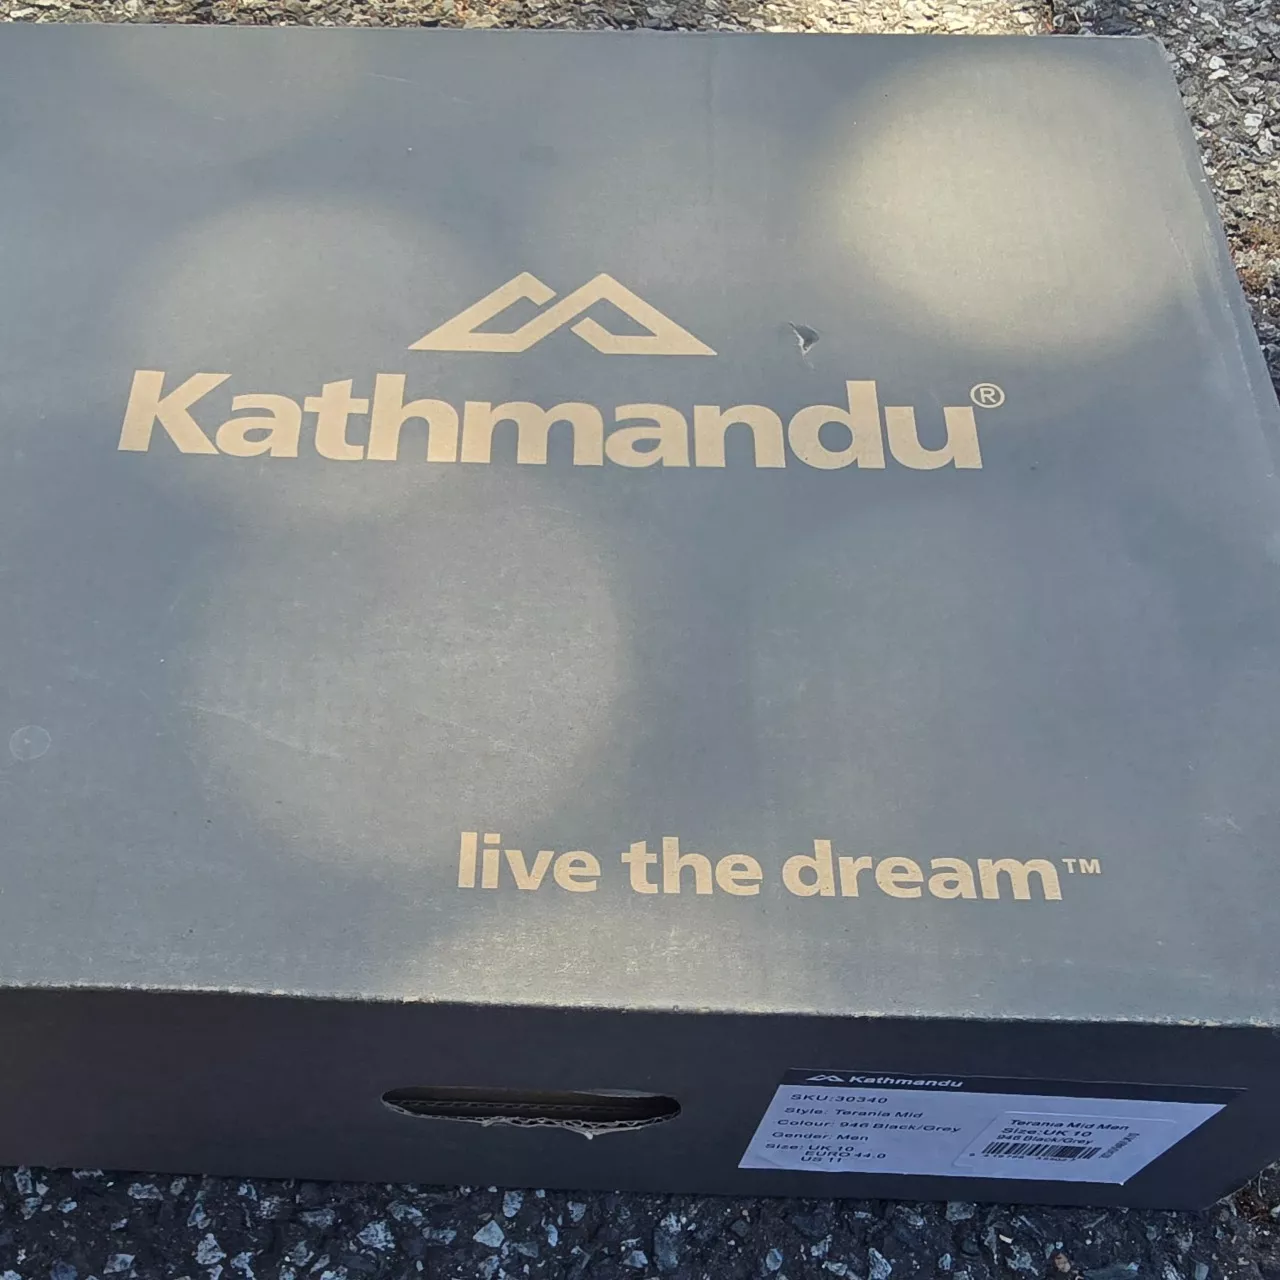 Kathmandu®
live the dream™
Kathmandu
SKU:30340
Style: Terania Mid
Colour: 946 Black/Grey
Gender: Men
Size: UK 10
EURO 44.0
US 11
Terania Mid Men
Size:UK 10
946 Black/Grey